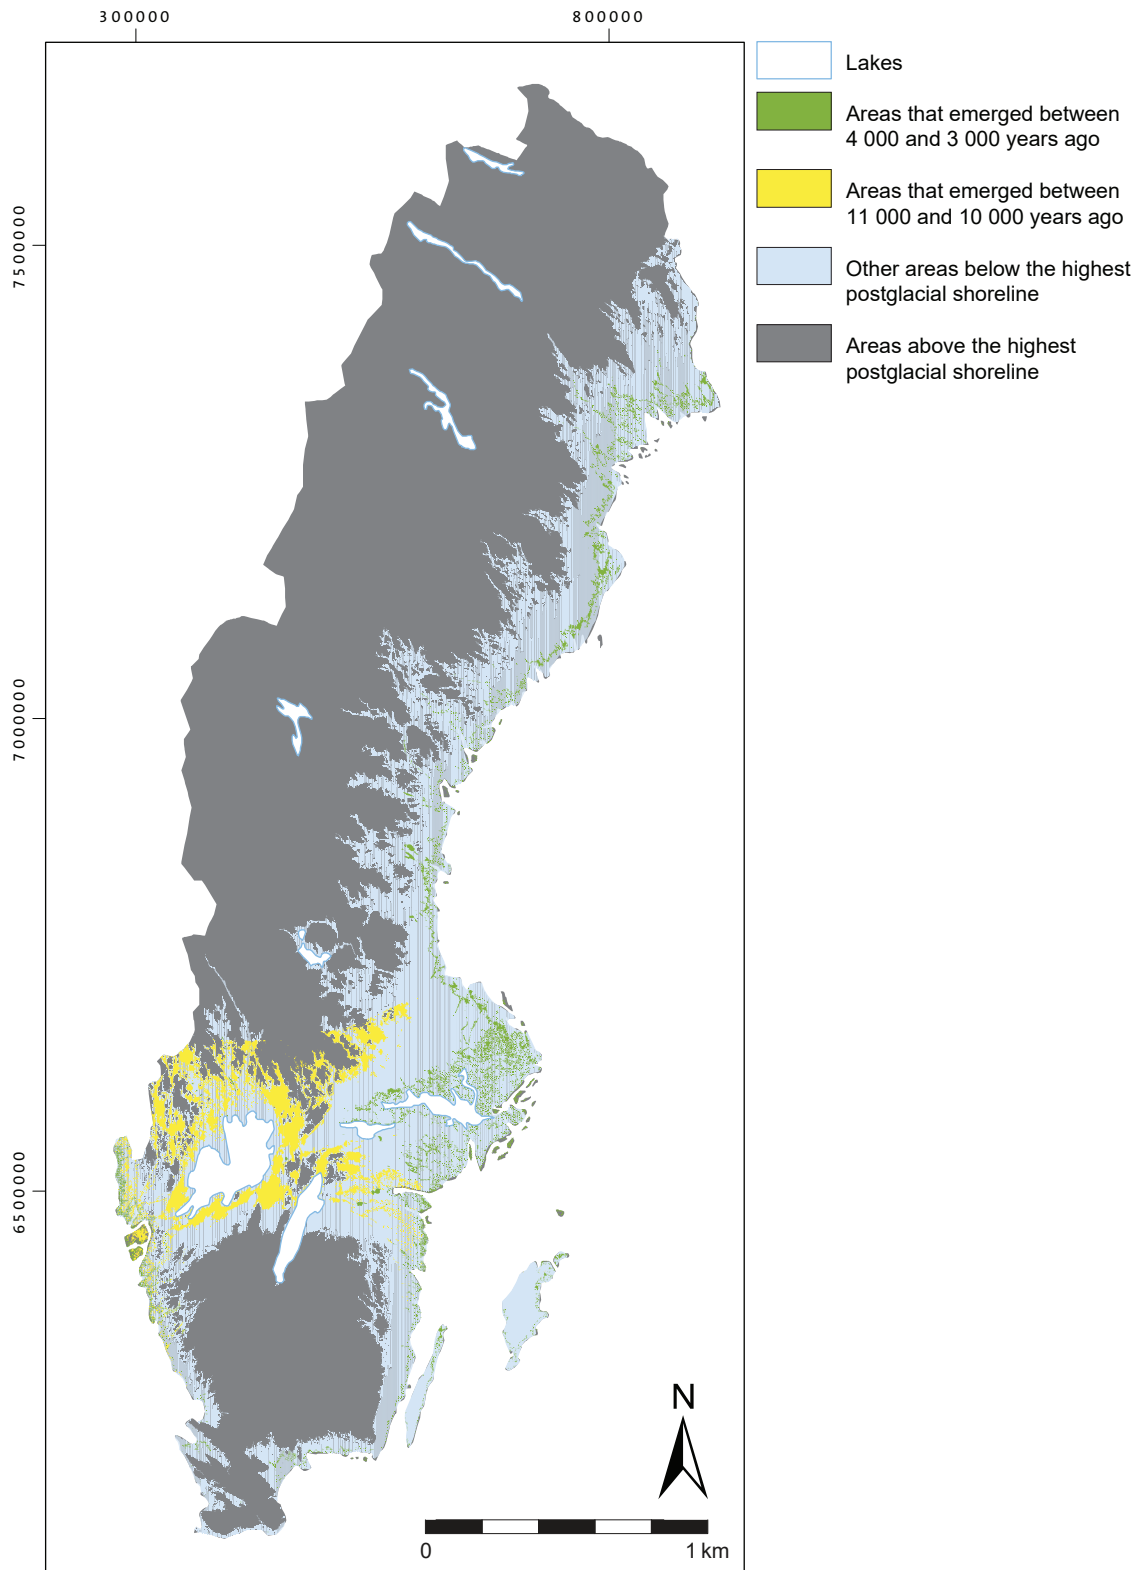 300000
800000
7500000
7000000
6500000
Lakes
Areas that emerged between
4 000 and 3 000 years ago
Areas that emerged between
11 000 and 10 000 years ago
Other areas below the highest
postglacial shoreline
Areas above the highest
postglacial shoreline
N
0
1 km